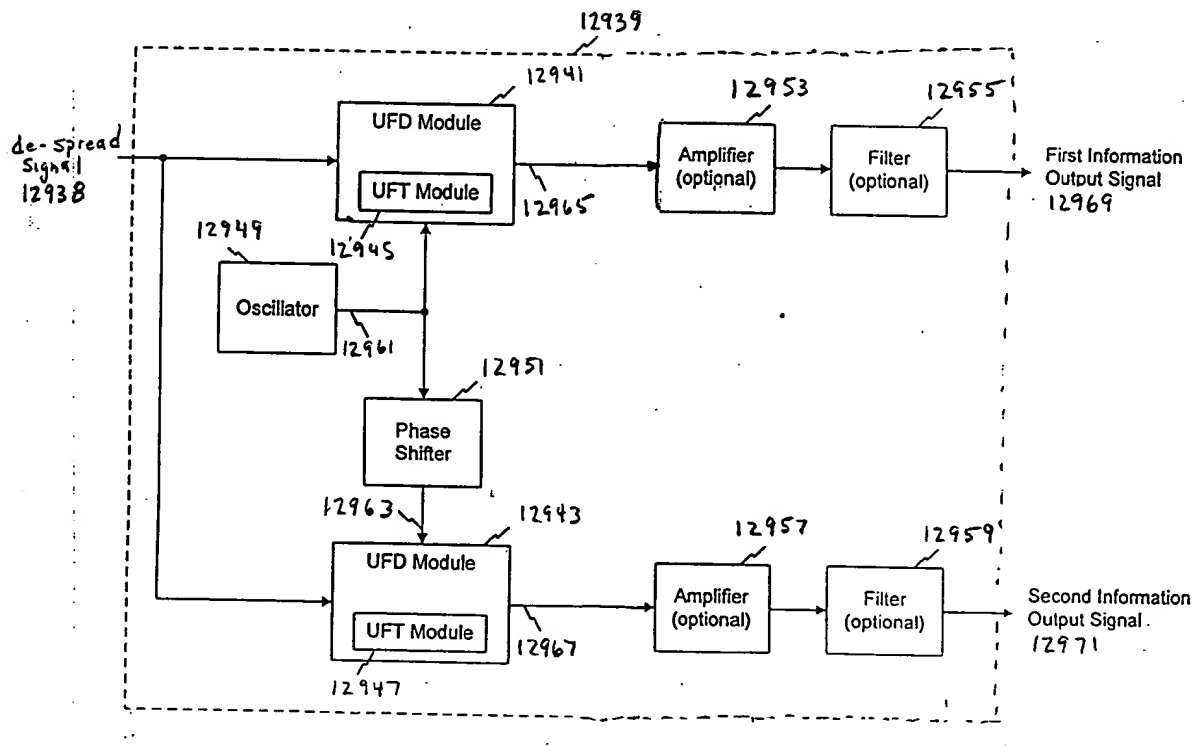 12939
12941
12953
12955
UFD Module
de-spread
Signal
12938
Amplifier
(optional)
Filter
(optional)
First Information
Output Signal
12969
UFT Module
12965
12949
12945
Oscillator
12961
12951
Phase
Shifter
12963
12943
12957
12959
UFD Module
Amplifier
(optional)
Filter
(optional)
Second Information
Output Signal
12971
UFT Module
12967
12947